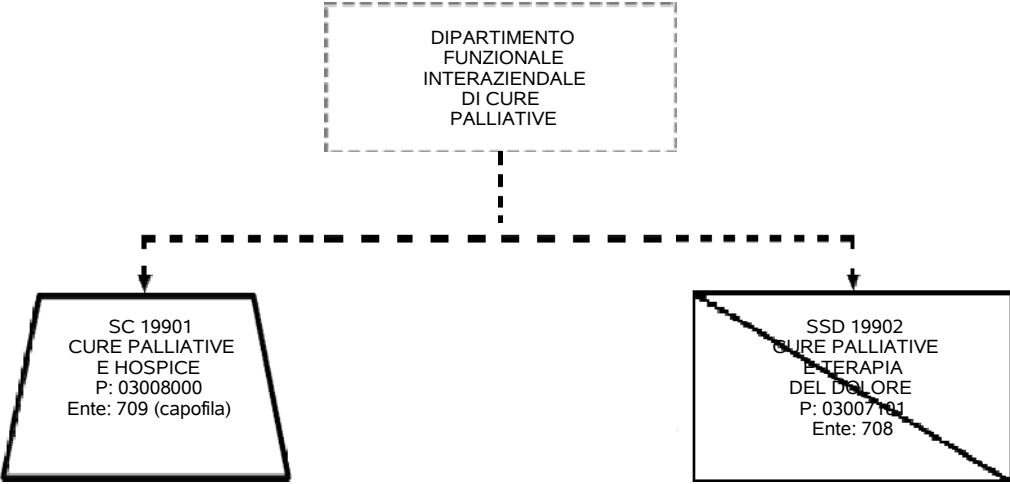 DIPARTIMENTO
FUNZIONALE
INTERAZIENDALE
DI CURE
PALLIATIVE
SC 19901
CURE PALLIATIVE
E HOSPICE
P: 03008000
Ente: 709 (capofila)
SSD 19902
CURE PALLIATIVE
E TERAPIA
DEL DOLORE
P: 03007101
Ente: 708